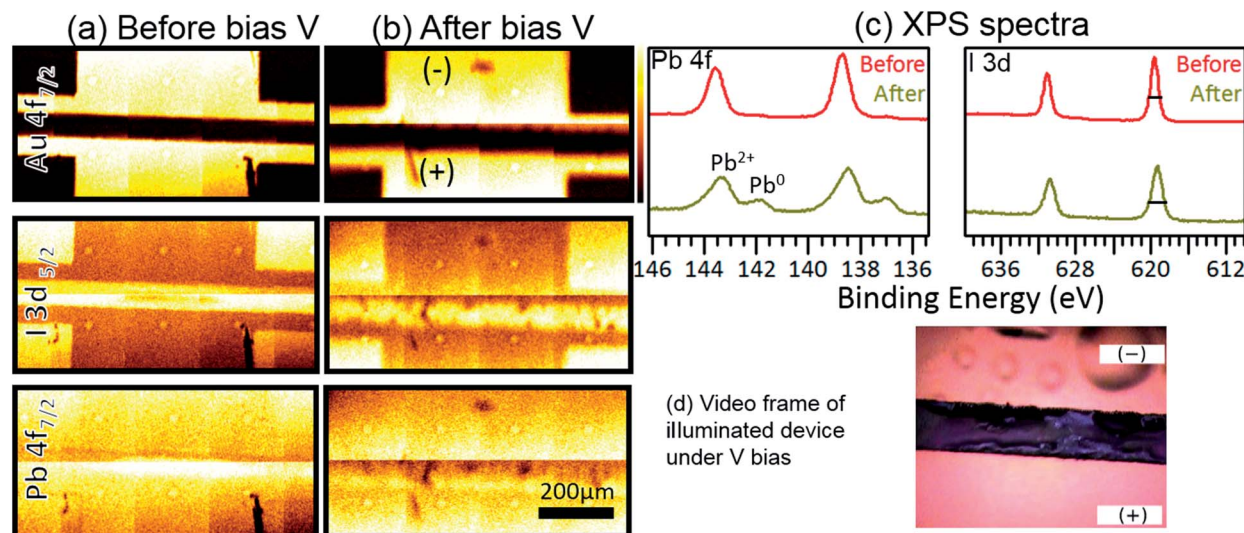 (a) Before bias V
(b) After bias V
(c) XPS spectra
Au 4f7/2
(-)
(+)
I 3d 5/2
Pb 4f7/2
200μm
Pb 4f
Before
After
Pb2+
Pb0
146 144 142 140 138 136
I 3d
Before
After
636 628 620 612
Binding Energy (eV)
(d) Video frame of
illuminated device
under V bias
(−)
(+)